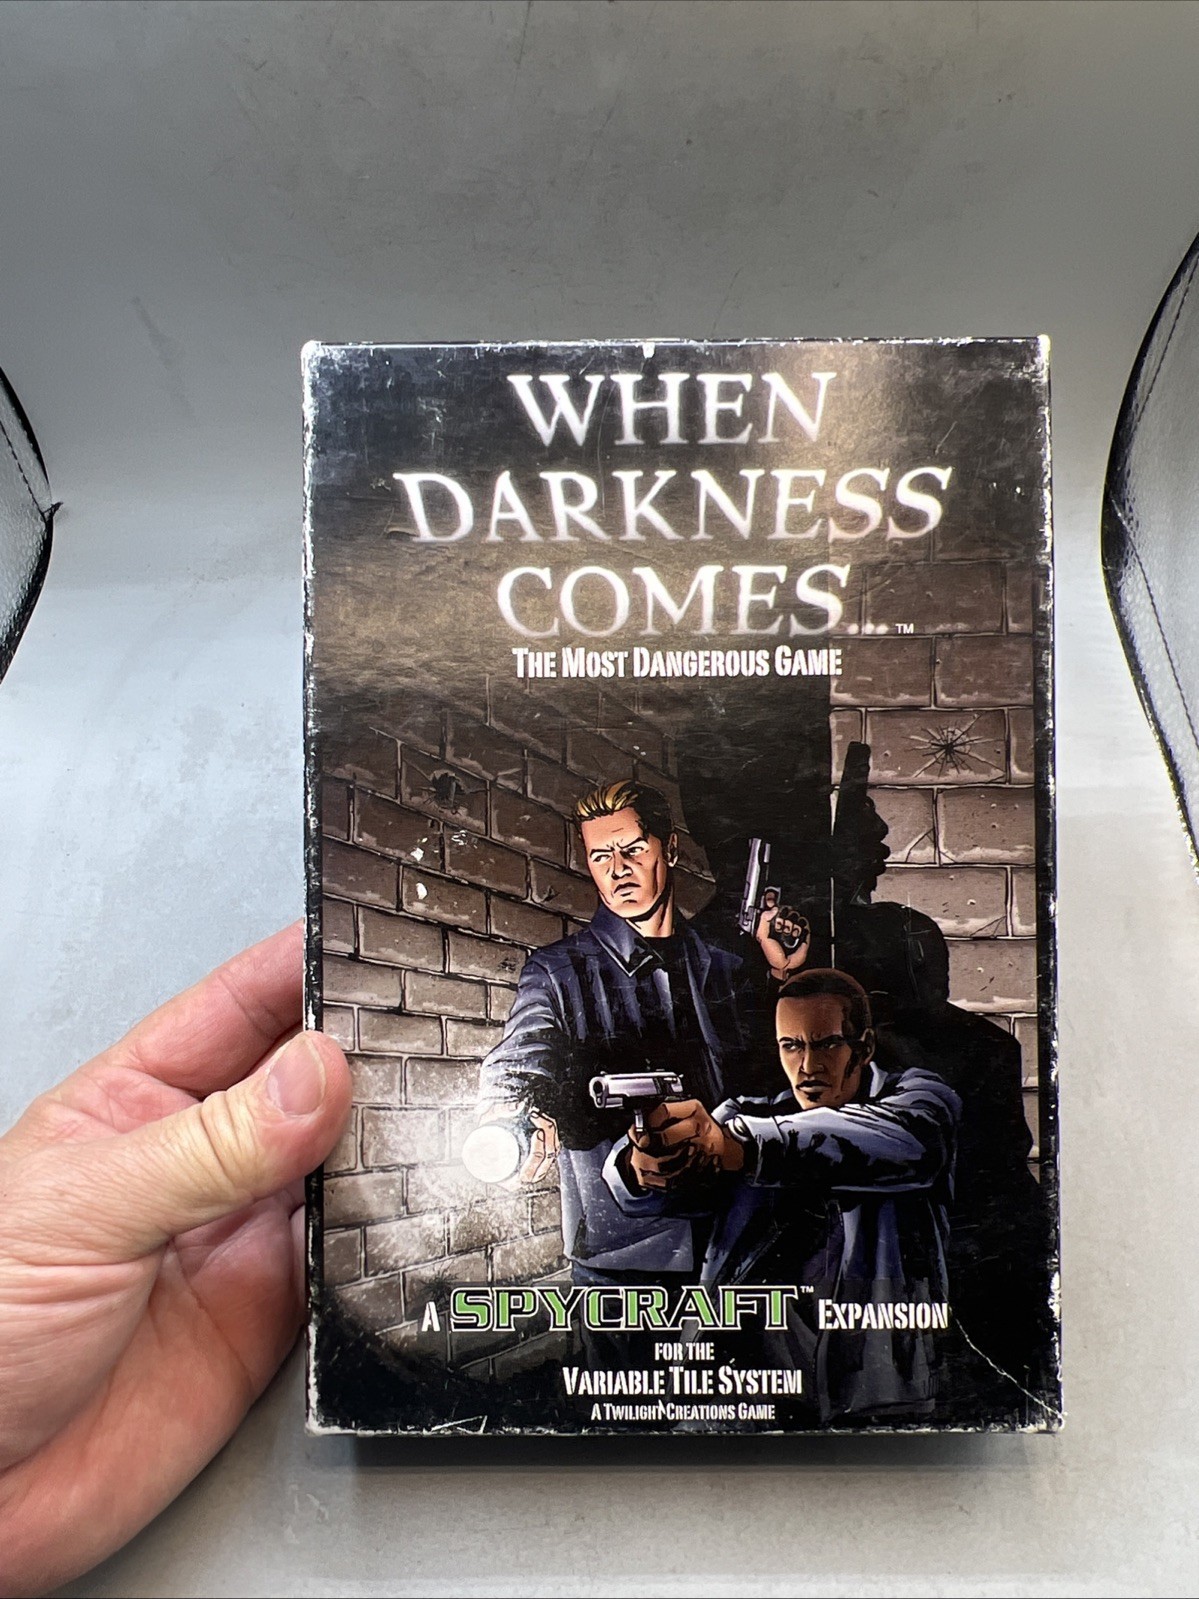 WHEN
DARKNESS
COMES...™
THE MOST DANGEROUS GAME
A SPYCRAFT™ EXPANSION
FOR THE
VARIABLE TILE SYSTEM
A TWILIGHT CREATIONS GAME